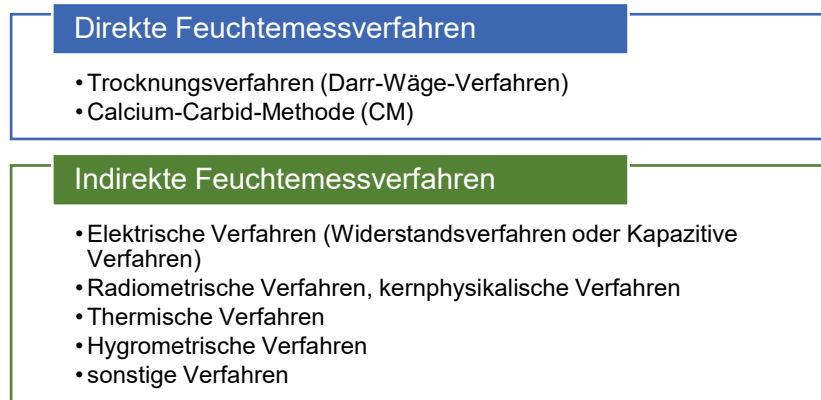 Direkte Feuchtemessverfahren
• Trocknungsverfahren (Darr-Wäge-Verfahren)
• Calcium-Carbid-Methode (CM)
Indirekte Feuchtemessverfahren
• Elektrische Verfahren (Widerstandsverfahren oder Kapazitive
Verfahren)
• Radiometrische Verfahren, kernphysikalische Verfahren
• Thermische Verfahren
• Hygrometrische Verfahren
• sonstige Verfahren